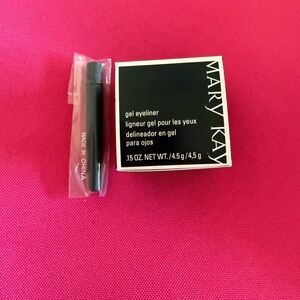 MADE IN CHINA
gel eyeliner
ligneur gel pour les yeux
delineador en gel
para ojos
.15 OZ. NET WT./4.5 g/4,5 g
MARY KAY